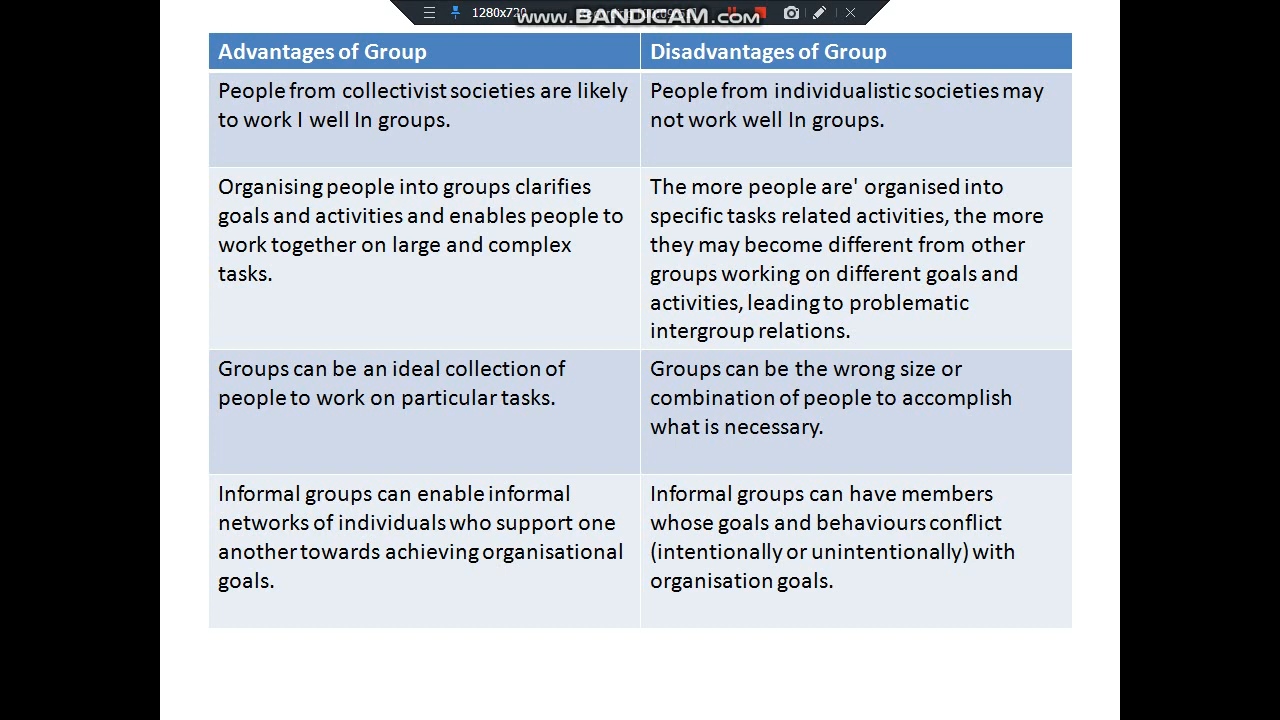 1280x720
www.BANDICAM.com
Advantages of Group
Disadvantages of Group
People from collectivist societies are likely
to work I well In groups.
People from individualistic societies may
not work well In groups.
Organising people into groups clarifies
goals and activities and enables people to
work together on large and complex
tasks.
The more people are' organised into
specific tasks related activities, the more
they may become different from other
groups working on different goals and
activities, leading to problematic
intergroup relations.
Groups can be an ideal collection of
people to work on particular tasks.
Groups can be the wrong size or
combination of people to accomplish
what is necessary.
Informal groups can enable informal
networks of individuals who support one
another towards achieving organisational
goals.
Informal groups can have members
whose goals and behaviours conflict
(intentionally or unintentionally) with
organisation goals.